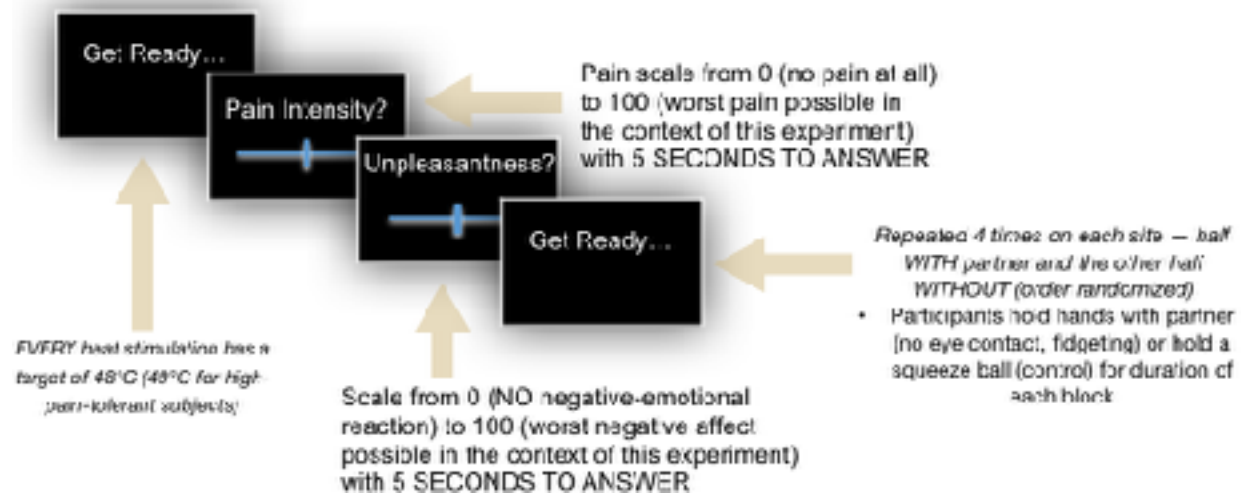 Get Ready...
Pain Intensity?
Unpleasantness?
Get Ready...
Pain scale from 0 (no pain at all)
to 100 (worst pain possible in
the context of this experiment)
with 5 SECONDS TO ANSWER
Repeated 4 times on each site — half
WITH partner and the other half
WITHOUT (order randomized)
• Participants hold hands with partner
(no eye contact, fidgeting) or hold a
squeeze ball (control) for duration of
each block
EVERY heat stimulation has a
target of 48°C (49°C for high-
pain-tolerant subjects)
Scale from 0 (NO negative-emotional
reaction) to 100 (worst negative affect
possible in the context of this experiment)
with 5 SECONDS TO ANSWER